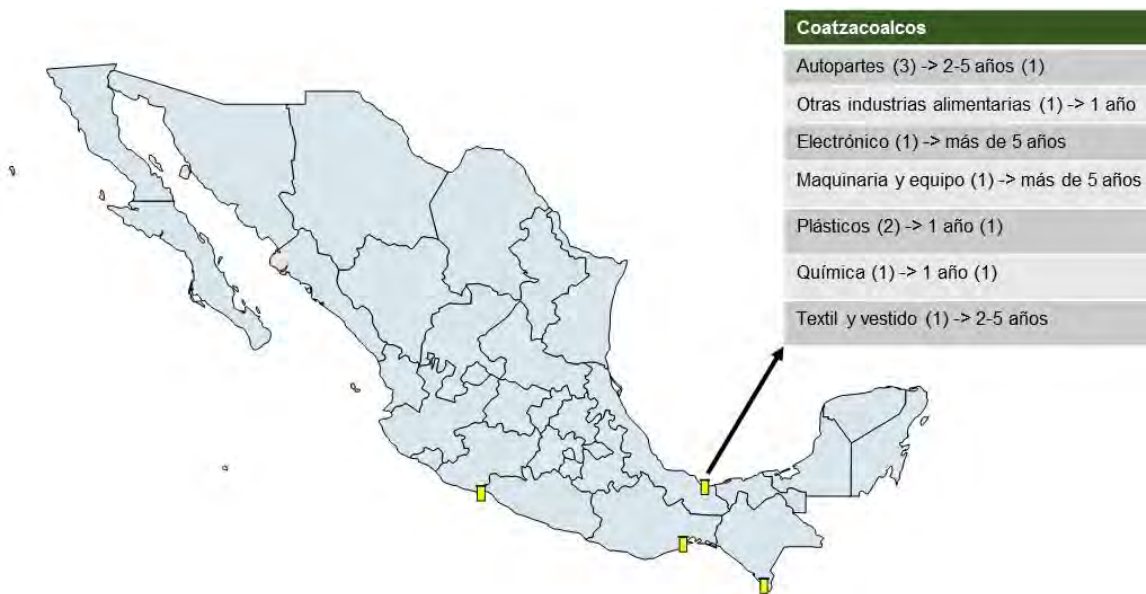 Coatzacoalcos
Autopartes (3) -> 2-5 años (1)
Otras industrias alimentarias (1) -> 1 año
Electrónico (1) -> más de 5 años
Maquinaria y equipo (1) -> más de 5 años
Plásticos (2) -> 1 año (1)
Química (1) -> 1 año (1)
Textil y vestido (1) -> 2-5 años